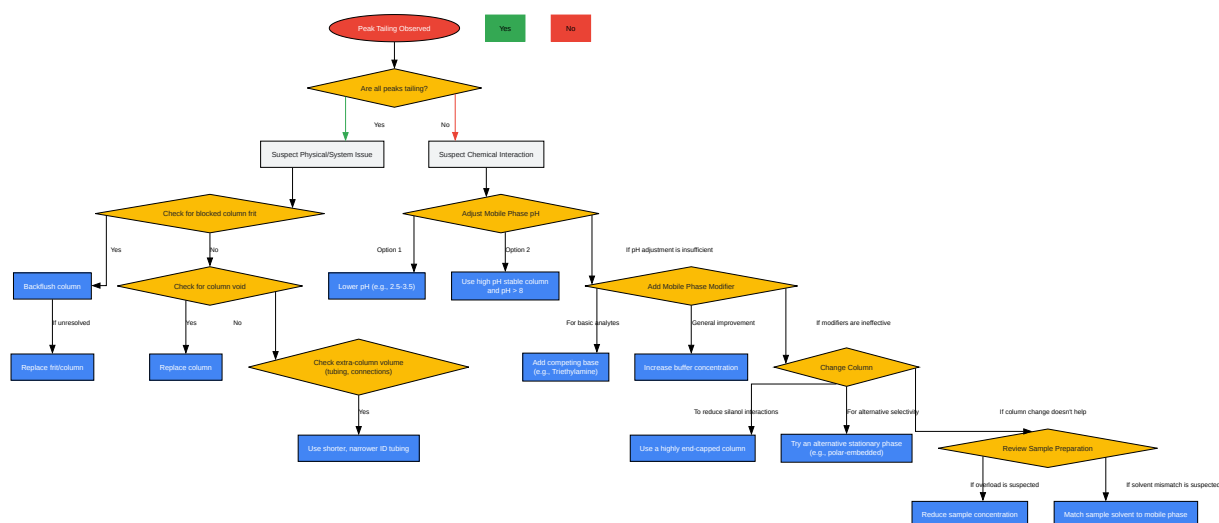 Peak Tailing Observed
Yes
No
Are all peaks tailing?
Yes
No
Suspect Physical/System Issue
Suspect Chemical Interaction
Check for blocked column frit
Adjust Mobile Phase pH
Yes
No
Option 1
Option 2
If pH adjustment is insufficient
Backflush column
Check for column void
Lower pH (e.g., 2.5-3.5)
Use high pH stable column
and pH > 8
Add Mobile Phase Modifier
If unresolved
Yes
No
For basic analytes
General improvement
If modifiers are ineffective
Replace frit/column
Replace column
Check extra-column volume
(tubing, connections)
Add competing base
(e.g., Triethylamine)
Increase buffer concentration
Change Column
Yes
To reduce silanol interactions
For alternative selectivity
If column change doesn't help
Use shorter, narrower ID tubing
Use a highly end-capped column
Try an alternative stationary phase
(e.g., polar-embedded)
Review Sample Preparation
If overload is suspected
If solvent mismatch is suspected
Reduce sample concentration
Match sample solvent to mobile phase